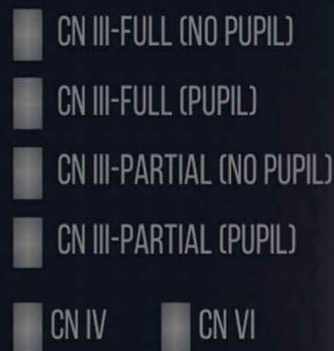 CN III-FULL (NO PUPIL)
CN III-FULL (PUPIL)
CN III-PARTIAL (NO PUPIL)
CN III-PARTIAL (PUPIL)
CN IV CN VI